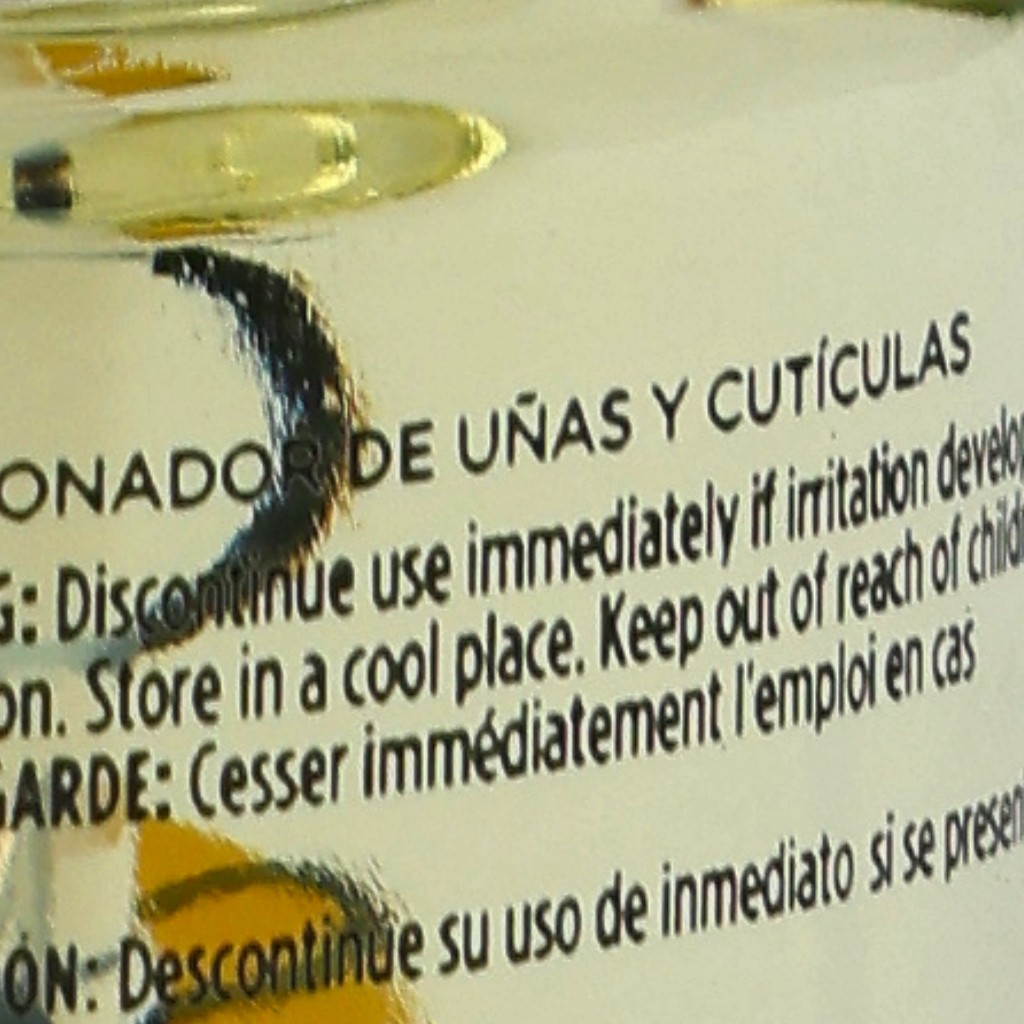 ONADOR DE UÑAS Y CUTÍCULAS
G: Discontinue use immediately if irritation develop
on. Store in a cool place. Keep out of reach of child
GARDE: Cesser immédiatement l'emploi en cas
ÓN: Descontinúe su uso de inmediato si se presen